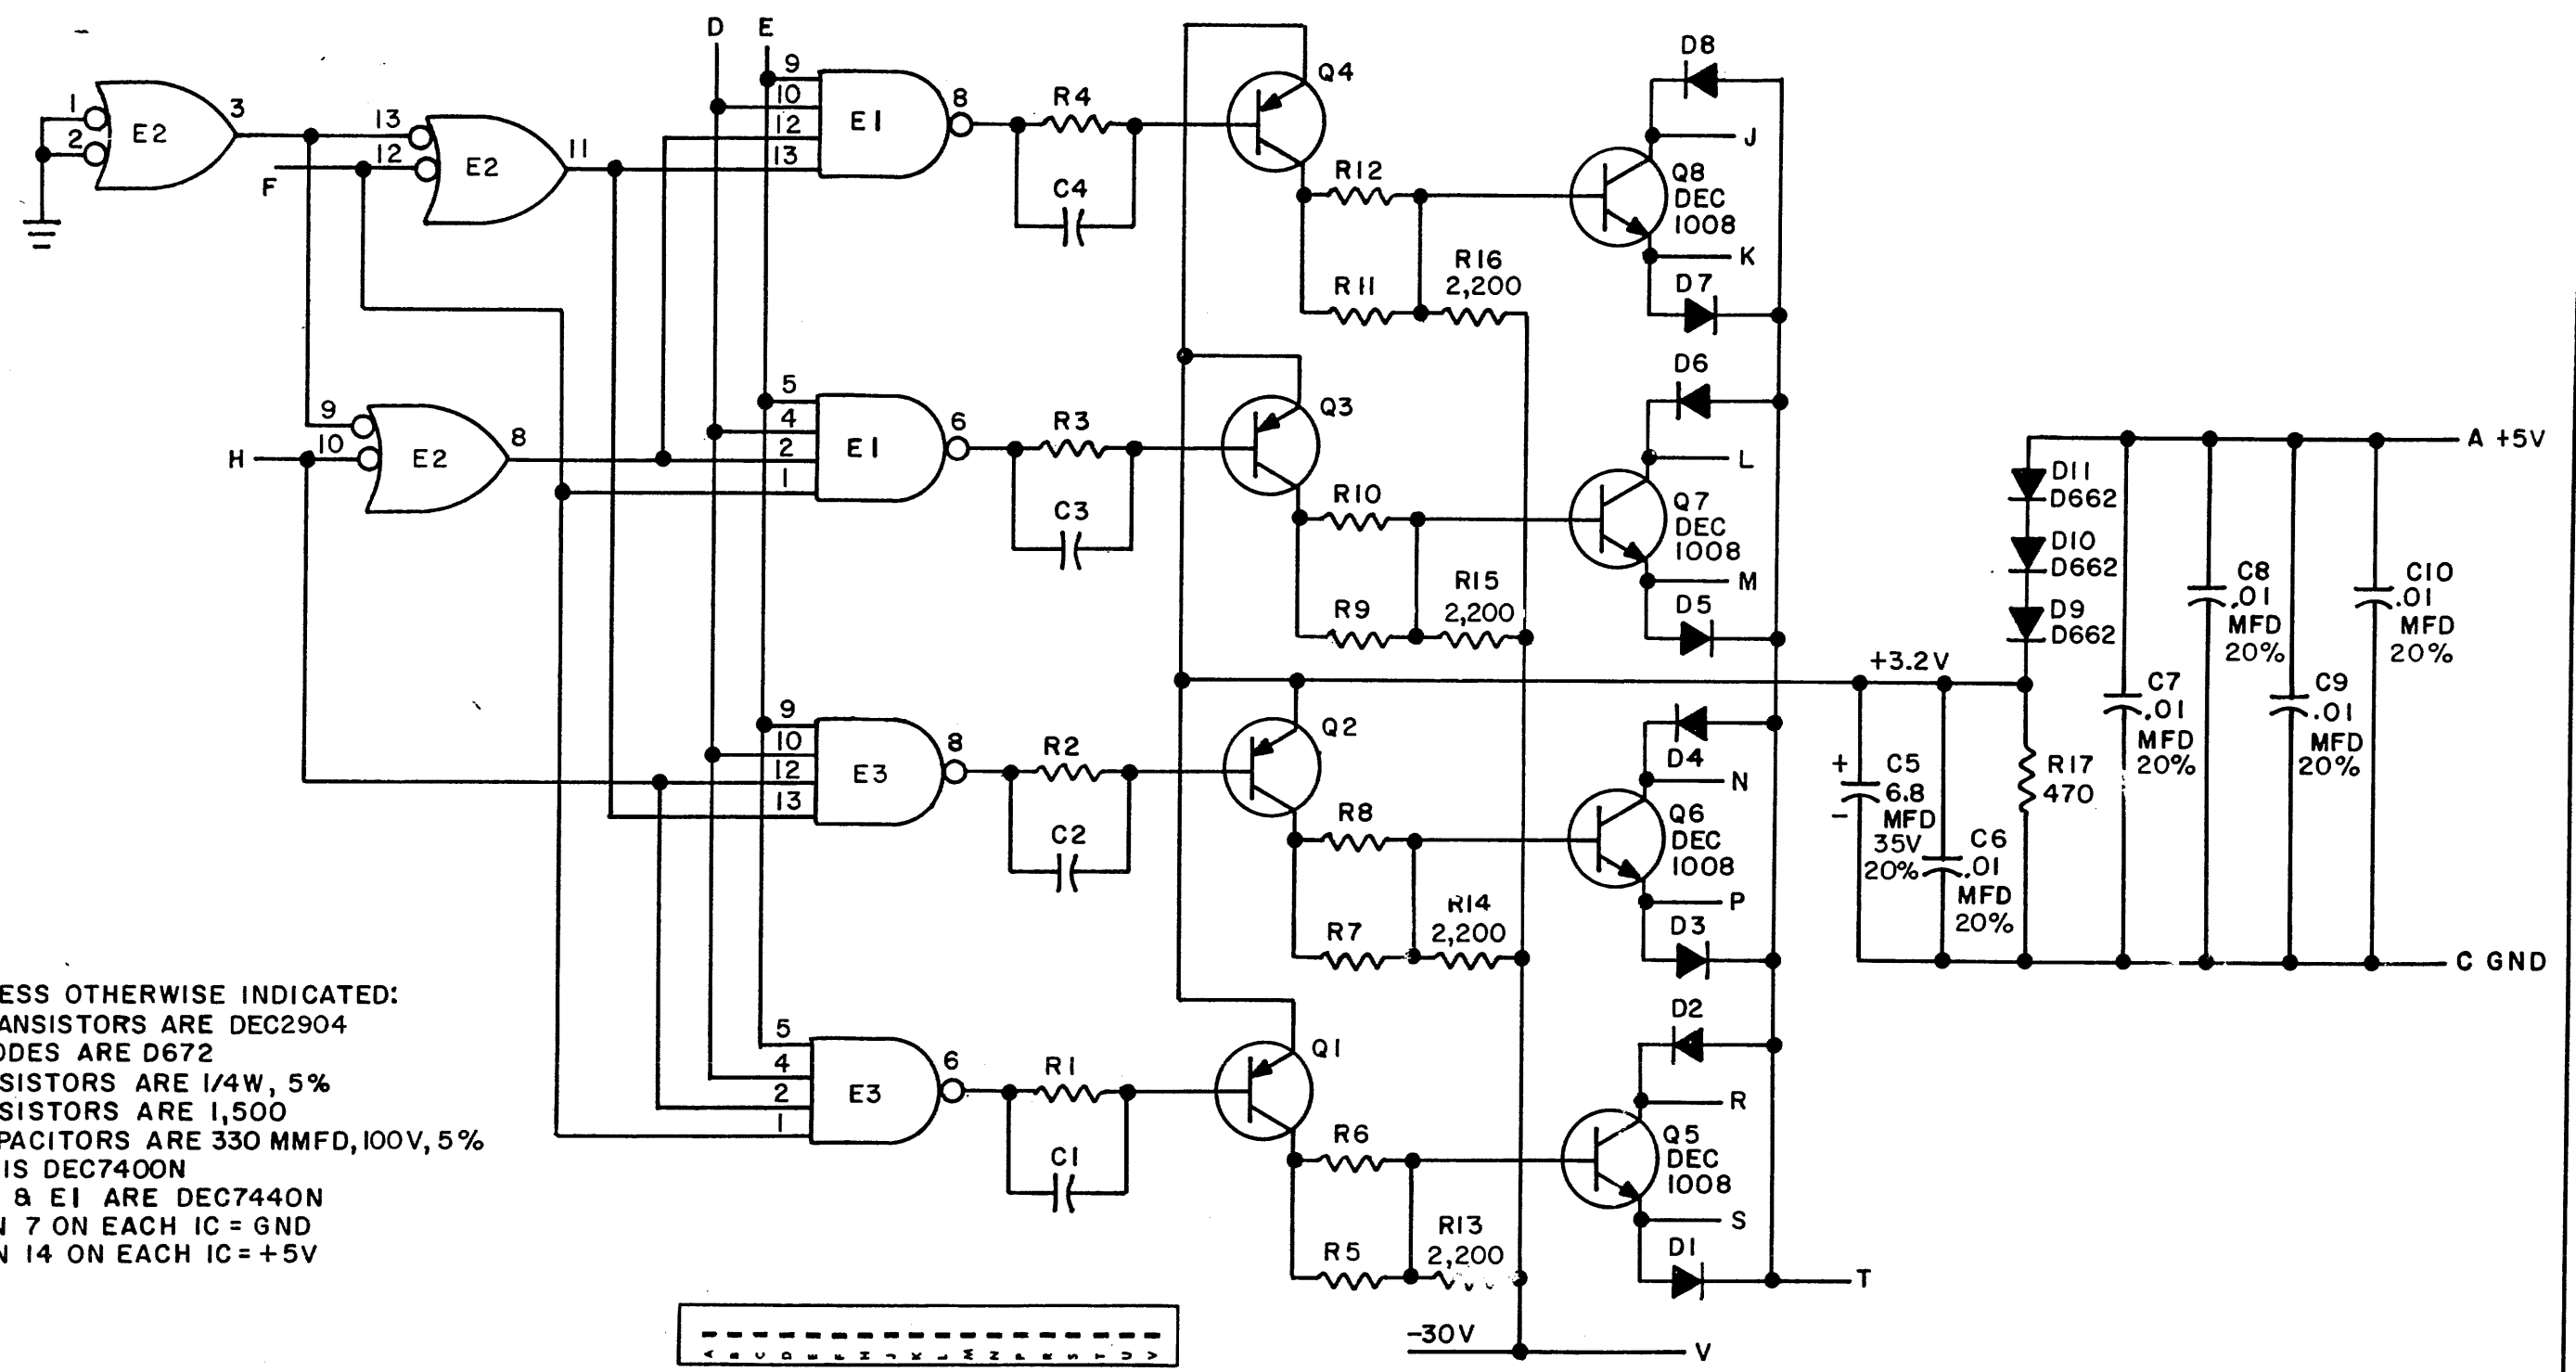 D E
1
2
E2
3
13
12
E2
11
F
9
10
12
13
E1
8
R4
C4
Q4
R12
R11
R16
2,200
Q8
DEC
1008
D8
J
K
D7
H
9
10
E2
8
5
4
2
1
E1
6
R3
C3
Q3
R10
R9
R15
2,200
Q7
DEC
1008
D6
L
M
D5
9
10
12
13
E3
8
R2
C2
Q2
R8
R7
R14
2,200
Q6
DEC
1008
D4
N
P
D3
5
4
2
1
E3
6
R1
C1
Q1
R6
R5
R13
2,200
Q5
DEC
1008
D2
R
S
D1
T
-30V
V
+3.2V
A +5V
D11
D662
D10
D662
D9
D662
+
-
C5
6.8
MFD
35V
20%
C6
.01
MFD
20%
R17
470
C7
.01
MFD
20%
C8
.01
MFD
20%
C9
.01
MFD
20%
C10
.01
MFD
20%
C GND
ESS OTHERWISE INDICATED:
ANSISTORS ARE DEC2904
ODES ARE D672
SISTORS ARE 1/4W, 5%
SISTORS ARE 1,500
PACITORS ARE 330 MMFD, 100V, 5%
IS DEC7400N
& E1 ARE DEC7440N
N 7 ON EACH IC = GND
N 14 ON EACH IC = +5V
A B C D E F H J K L M N P R S T U V